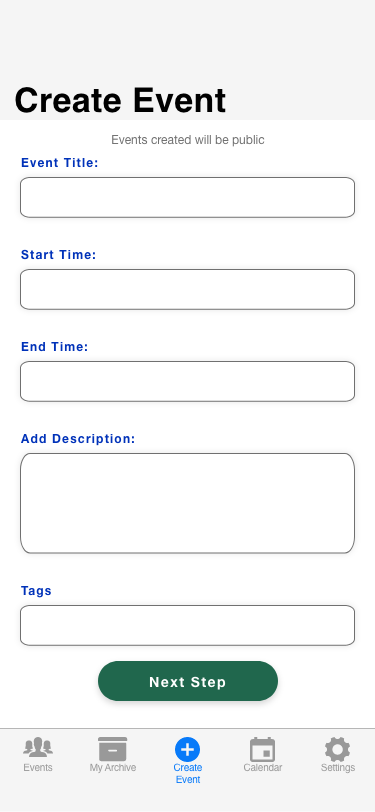 Create Event
Events created will be public
Event Title:
Start Time:
End Time:
Add Description:
Tags
Next Step
Events
My Archive
Create
Event
Calendar
Settings